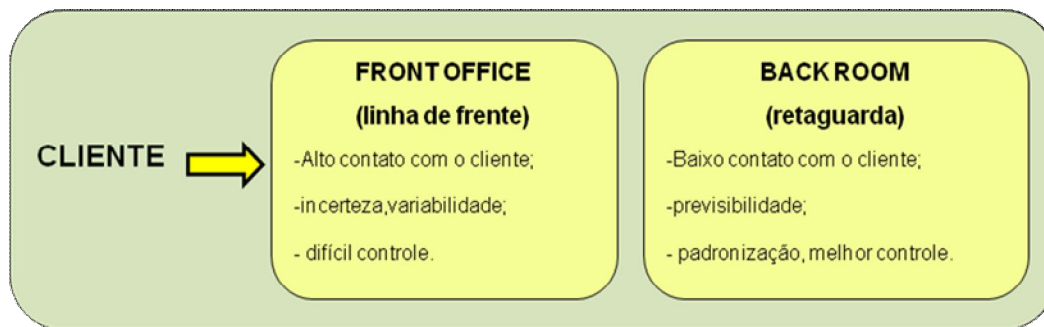 CLIENTE
FRONT OFFICE
(linha de frente)
-Alto contato com o cliente;
-incerteza,variabilidade;
- difícil controle.
BACK ROOM
(retaguarda)
-Baixo contato com o cliente;
-previsibilidade;
- padronização, melhor controle.